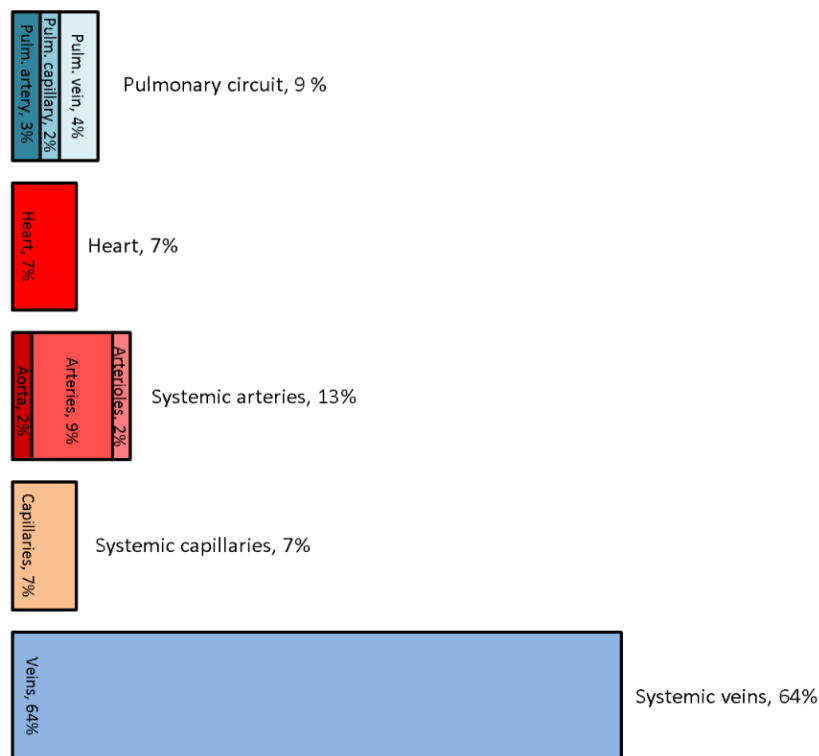 Pulm. artery, 3%
Pulm. capillary, 2%
Pulm. vein, 4%
Pulmonary circuit, 9 %
Heart, 7%
Heart, 7%
Aorta, 2%
Arteries, 9%
Arterioles, 2%
Systemic arteries, 13%
Capillaries, 7%
Systemic capillaries, 7%
Veins, 64%
Systemic veins, 64%